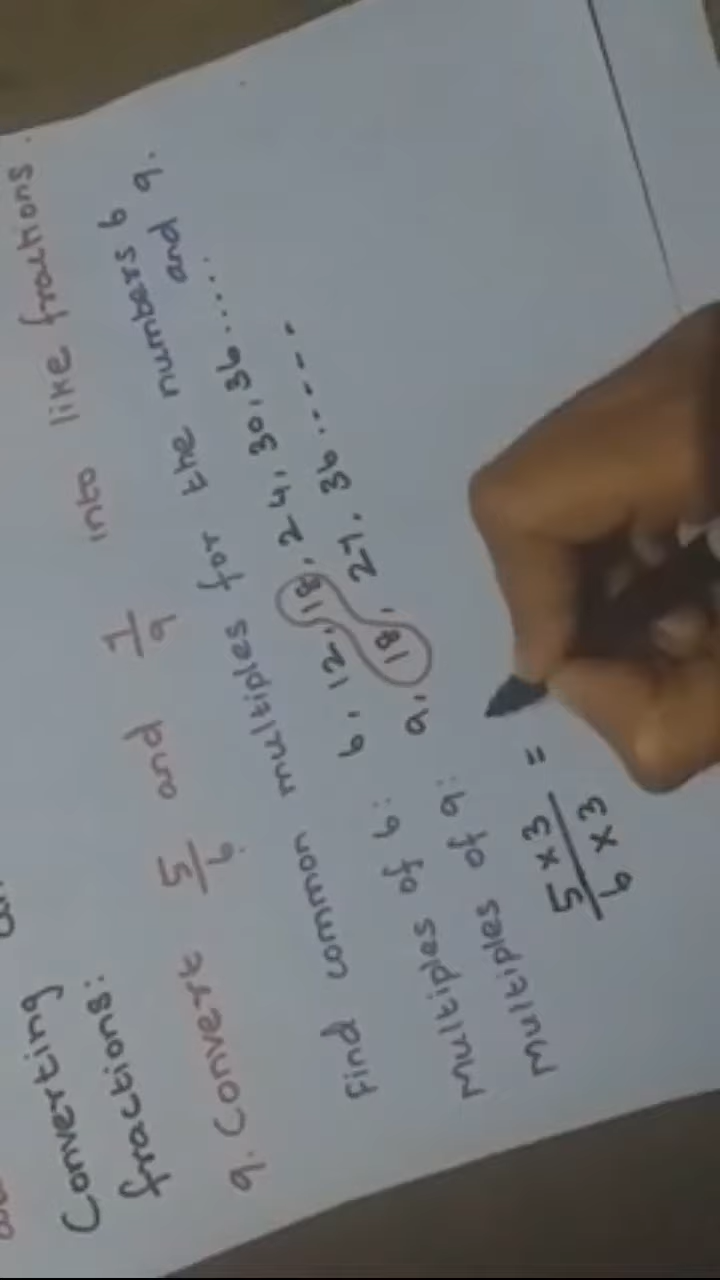 Converting
fractions:
9. Convert 5/6 and 1/9 into like fractions.
Find common multiples for the numbers 6
and 9.
Multiples of 6: 6, 12, 18, 24, 30, 36.....
Multiples of 9: 9, 18, 27, 36.....
5 × 3 / 6 × 3 =